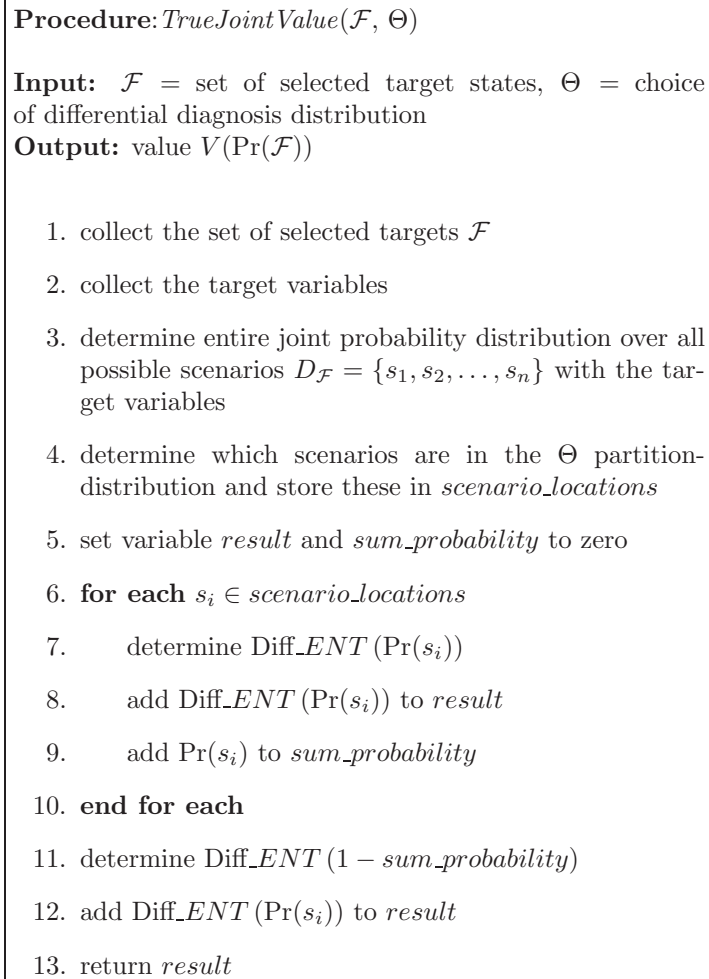 Procedure: TrueJointValue(ℱ, Θ)
Input: ℱ = set of selected target states, Θ = choice
of differential diagnosis distribution
Output: value V(Pr(ℱ))
1. collect the set of selected targets ℱ
2. collect the target variables
3. determine entire joint probability distribution over all
possible scenarios D_ℱ = {s₁, s₂, . . . , sₙ} with the tar-
get variables
4. determine which scenarios are in the Θ partition-
distribution and store these in scenario_locations
5. set variable result and sum_probability to zero
6. for each sᵢ ∈ scenario_locations
7. determine Diff_ENT (Pr(sᵢ))
8. add Diff_ENT (Pr(sᵢ)) to result
9. add Pr(sᵢ) to sum_probability
10. end for each
11. determine Diff_ENT (1 − sum_probability)
12. add Diff_ENT (Pr(sᵢ)) to result
13. return result